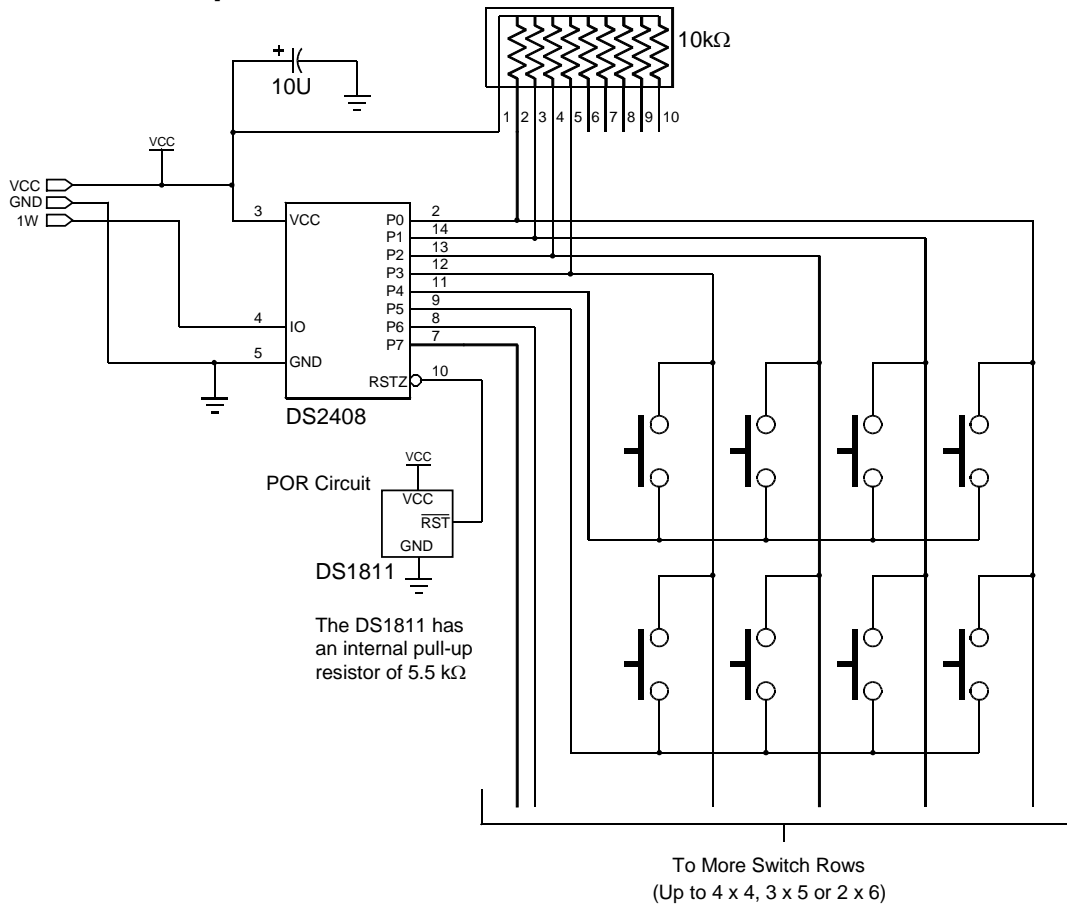 10kΩ
+
10U
1 2 3 4 5 6 7 8 9 10
VCC
VCC
GND
1W
3 VCC
P0 2
P1 14
P2 13
P3 12
P4 11
P5 9
4 IO
P6 8
P7 7
5 GND
RSTZ 10
DS2408
VCC
POR Circuit
VCC
RST
GND
DS1811
The DS1811 has
an internal pull-up
resistor of 5.5 kΩ
To More Switch Rows
(Up to 4 x 4, 3 x 5 or 2 x 6)